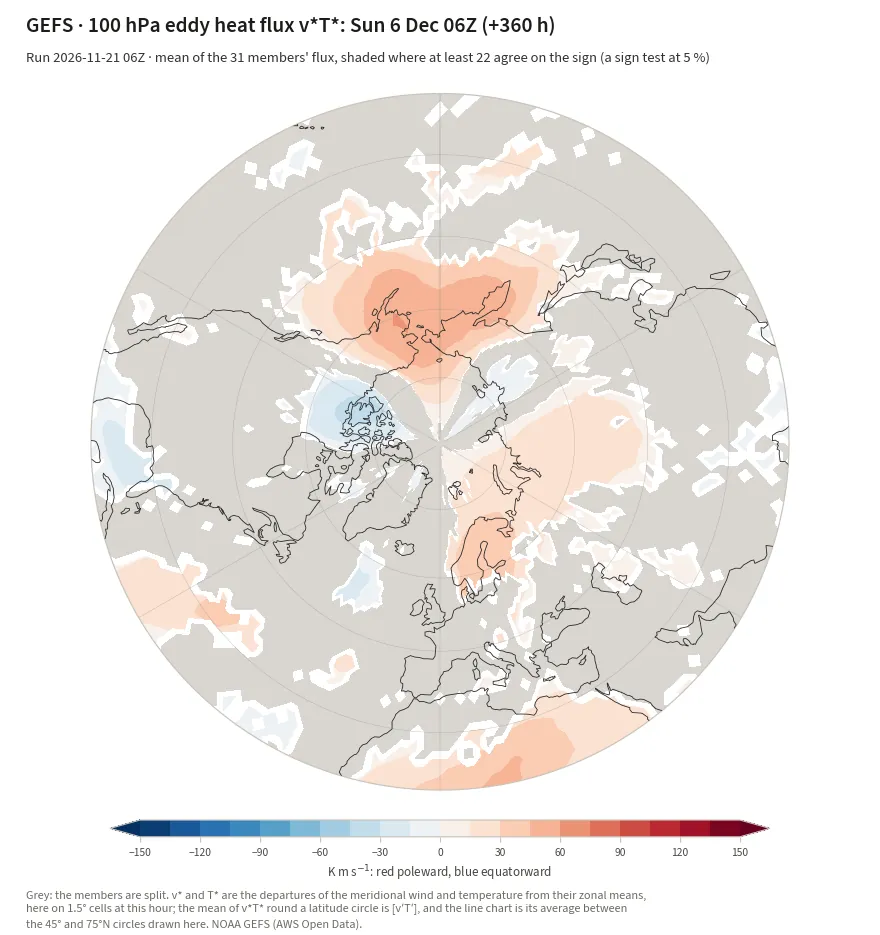 GEFS · 100 hPa eddy heat flux v*T*: Sun 6 Dec 06Z (+360 h)
Run 2026-11-21 06Z · mean of the 31 members' flux, shaded where at least 22 agree on the sign (a sign test at 5 %)
−150 −120 −90 −60 −30 0 30 60 90 120 150
K m s⁻¹: red poleward, blue equatorward
Grey: the members are split. v* and T* are the departures of the meridional wind and temperature from their zonal means,
here on 1.5° cells at this hour; the mean of v*T* round a latitude circle is [v'T'], and the line chart is its average between
the 45° and 75°N circles drawn here. NOAA GEFS (AWS Open Data).